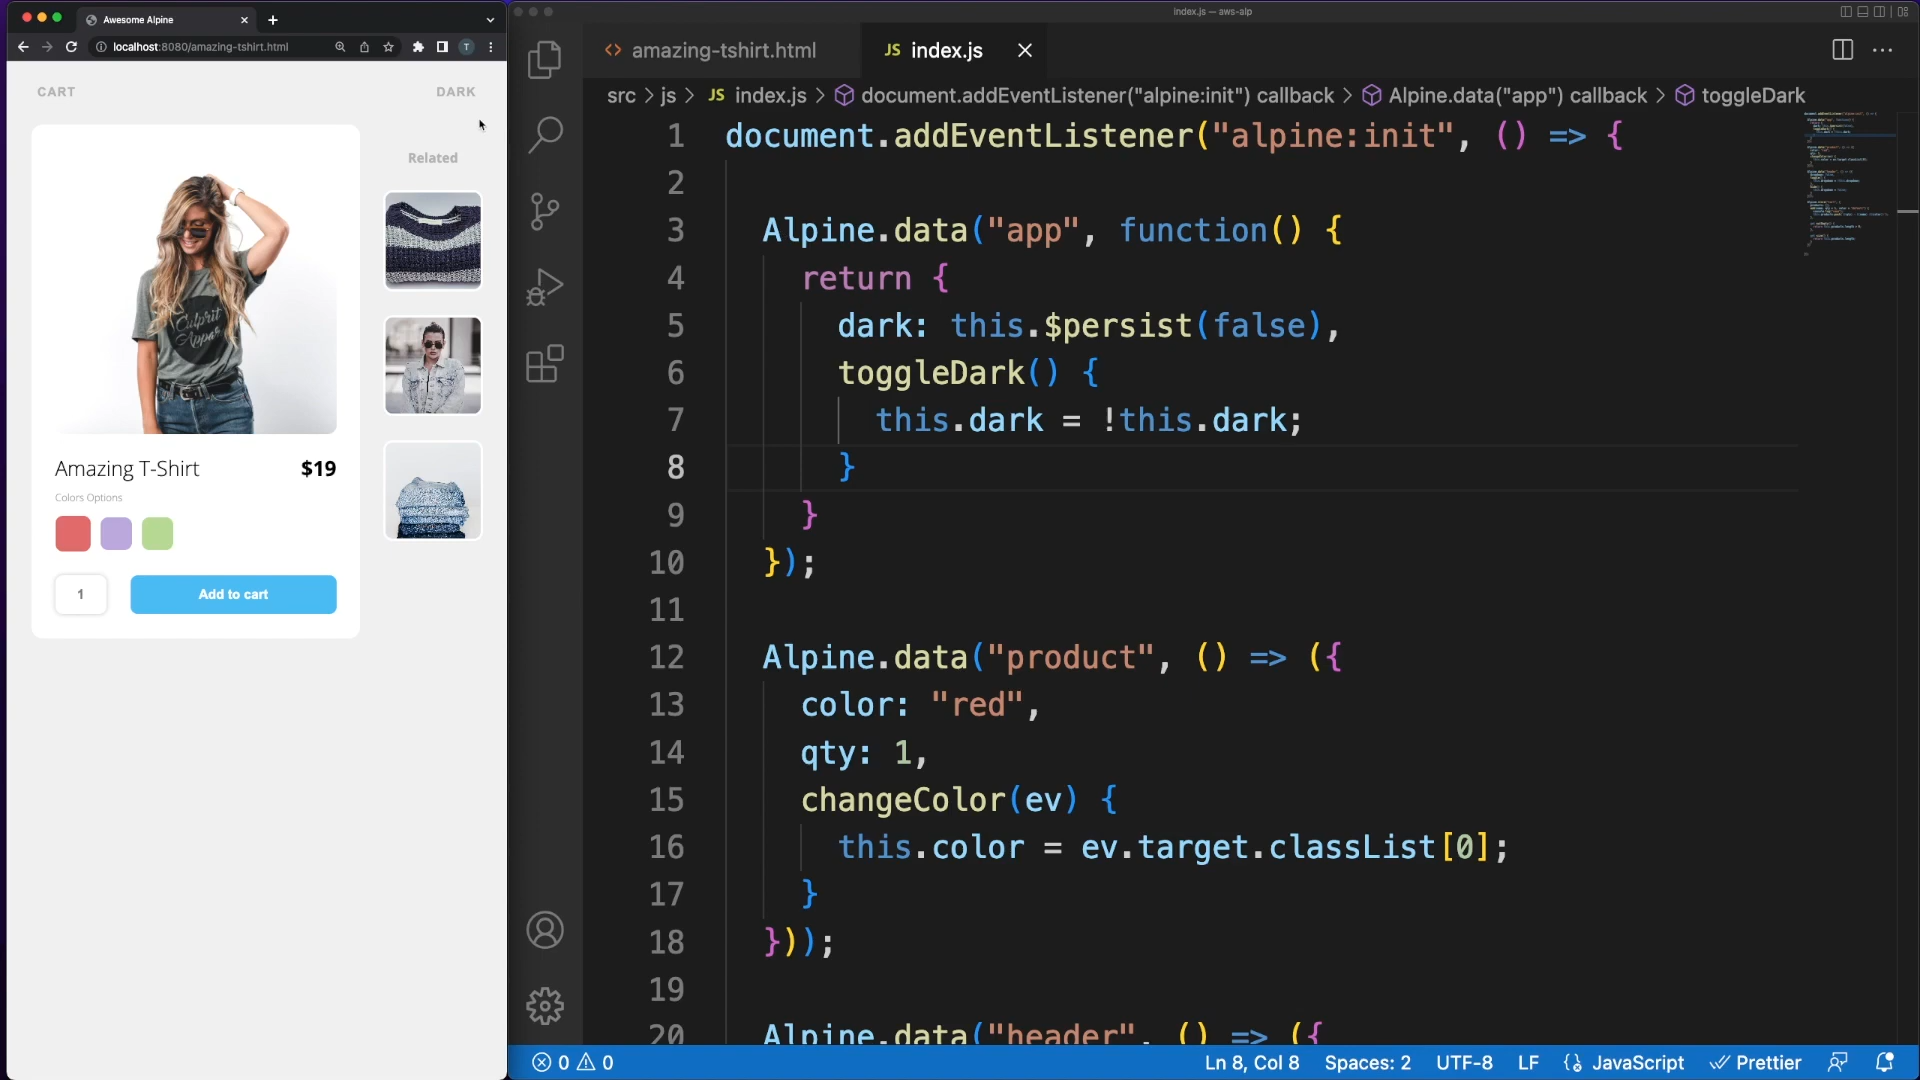 Awesome Alpine
localhost:8080/amazing-tshirt.html
T
CART
DARK
Related
Culprit
Amazing T-Shirt
$19
Colors Options
1
Add to cart
index.js — aws-alp
amazing-tshirt.html
JS index.js
src > js > JS index.js > document.addEventListener("alpine:init") callback > Alpine.data("app") callback > toggleDark
1 document.addEventListener("alpine:init", () => {
2
3 Alpine.data("app", function() {
4 return {
5 dark: this.$persist(false),
6 toggleDark() {
7 this.dark = !this.dark;
8 }
9 }
10 });
11
12 Alpine.data("product", () => ({
13 color: "red",
14 qty: 1,
15 changeColor(ev) {
16 this.color = ev.target.classList[0];
17 }
18 }));
19
20 Alpine.data("header", () => ({
0 0
Ln 8, Col 8 Spaces: 2 UTF-8 LF JavaScript Prettier